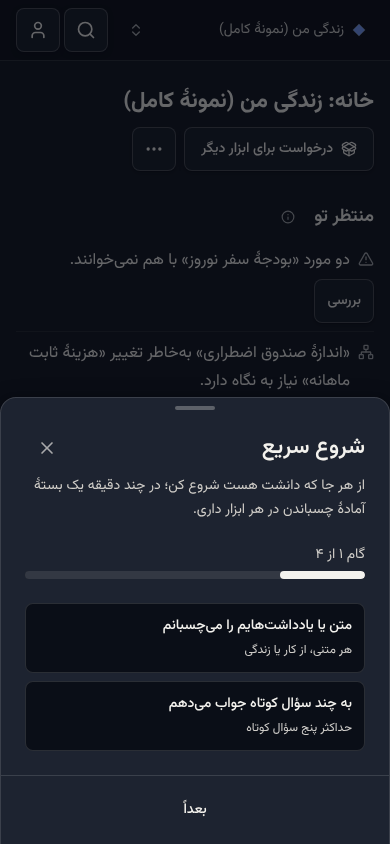 زندگی من (نمونهٔ کامل)
خانه: زندگی من (نمونهٔ کامل)
درخواست برای ابزار دیگر
منتظر تو
دو مورد «بودجهٔ سفر نوروز» با هم نمی‌خوانند.
بررسی
«اندازهٔ صندوق اضطراری» به‌خاطر تغییر «هزینهٔ ثابت
ماهانه» نیاز به نگاه دارد.
شروع سریع
از هر جا که دانشت هست شروع کن؛ در چند دقیقه یک بستهٔ
آمادهٔ چسباندن در هر ابزار داری.
گام ۱ از ۴
متن یا یادداشت‌هایم را می‌چسبانم
هر متنی، از کار یا زندگی
به چند سؤال کوتاه جواب می‌دهم
حداکثر پنج سؤال کوتاه
بعداً